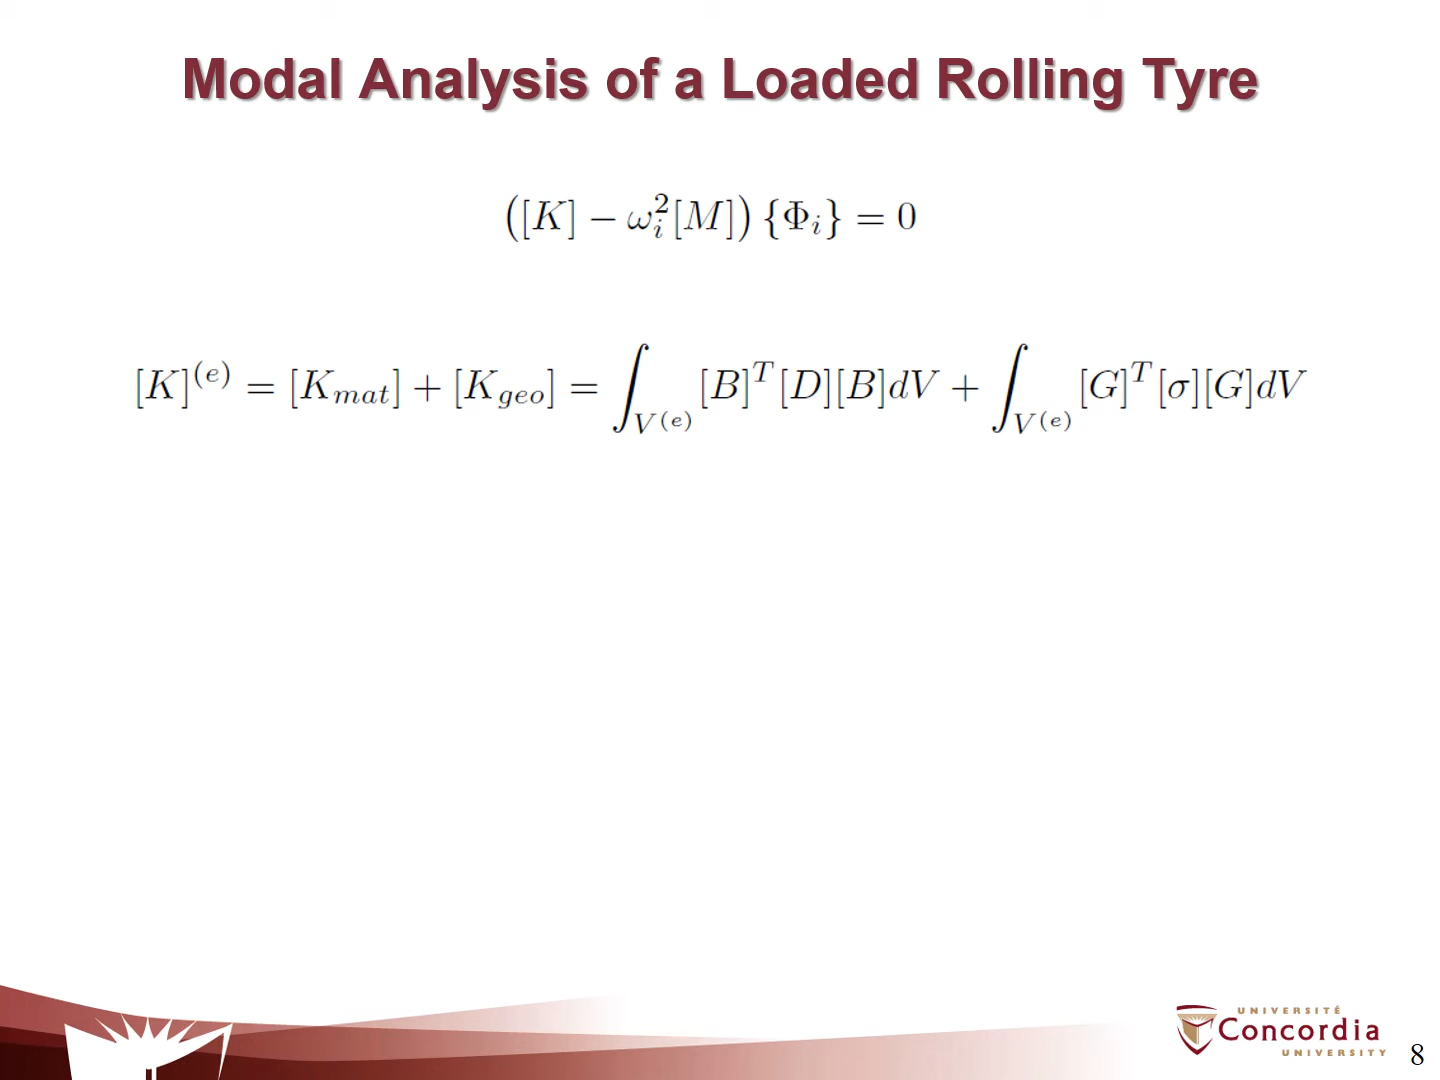 Modal Analysis of a Loaded Rolling Tyre
([K] − ω_i^2[M]) {Φ_i} = 0
[K]^(e) = [K_mat] + [K_geo] = ∫_V^(e) [B]^T[D][B]dV + ∫_V^(e) [G]^T[σ][G]dV
UNIVERSITÉ
Concordia
UNIVERSITY
8